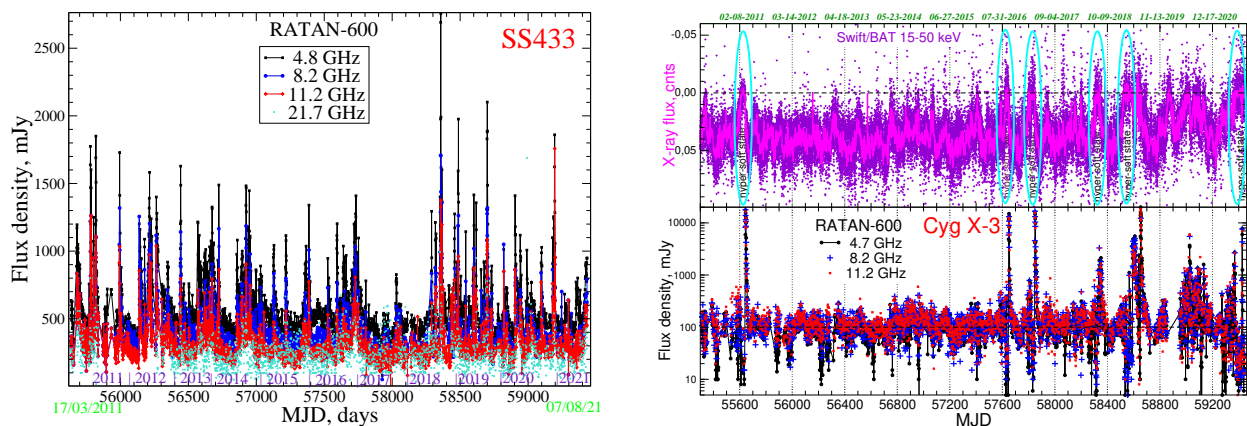 RATAN-600
SS433
4.8 GHz
8.2 GHz
11.2 GHz
21.7 GHz
Flux density, mJy
2500
2000
1500
1000
500
2011 2012 2013 2014 2015 2016 2017 2018 2019 2020 2021
56000 57000 58000 59000
17/03/2011 MJD, days 07/08/21
02-08-2011 03-14-2012 04-18-2013 05-23-2014 06-27-2015 07-31-2016 09-04-2017 10-09-2018 11-13-2019 12-17-2020
Swift/BAT 15-50 keV
X-ray flux, cnts
-0.05
0.00
0.05
hyper-soft state
hyper-soft state
hyper-soft state
RATAN-600
Cyg X-3
4.7 GHz
8.2 GHz
11.2 GHz
Flux density, mJy
10000
1000
100
10
55600 56000 56400 56800 57200 57600 58000 58400 58800 59200
MJD